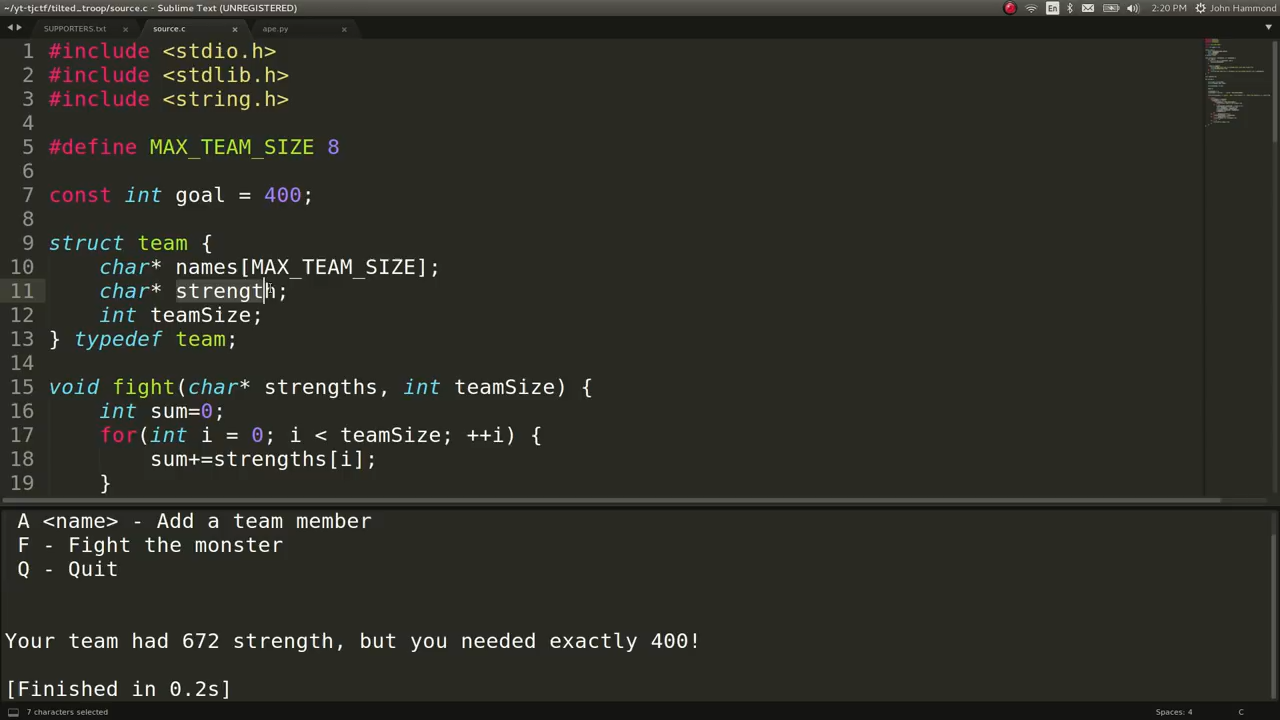 ~/yt-tjctf/tilted_troop/source.c - Sublime Text (UNREGISTERED)
En
2:20 PM
John Hammond
SUPPORTERS.txt
source.c
ape.py
1 #include <stdio.h>
2 #include <stdlib.h>
3 #include <string.h>
4
5 #define MAX_TEAM_SIZE 8
6
7 const int goal = 400;
8
9 struct team {
10 char* names[MAX_TEAM_SIZE];
11 char* strength;
12 int teamSize;
13 } typedef team;
14
15 void fight(char* strengths, int teamSize) {
16 int sum=0;
17 for(int i = 0; i < teamSize; ++i) {
18 sum+=strengths[i];
19 }
A <name> - Add a team member
F - Fight the monster
Q - Quit
Your team had 672 strength, but you needed exactly 400!
[Finished in 0.2s]
7 characters selected
Spaces: 4
C